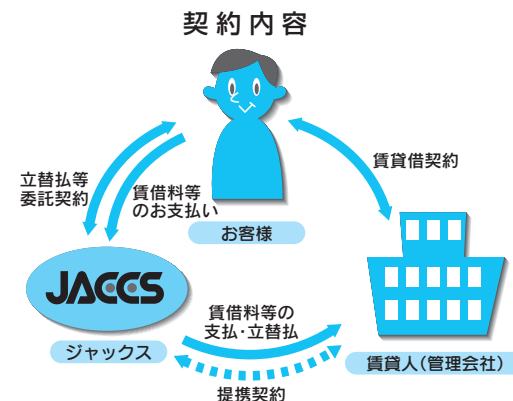 契約内容
立替払等
委託契約
賃借料等
のお支払い
賃貸借契約
お客様
JACCS
ジャックス
賃借料等の
支払・立替払
賃貸人(管理会社)
提携契約